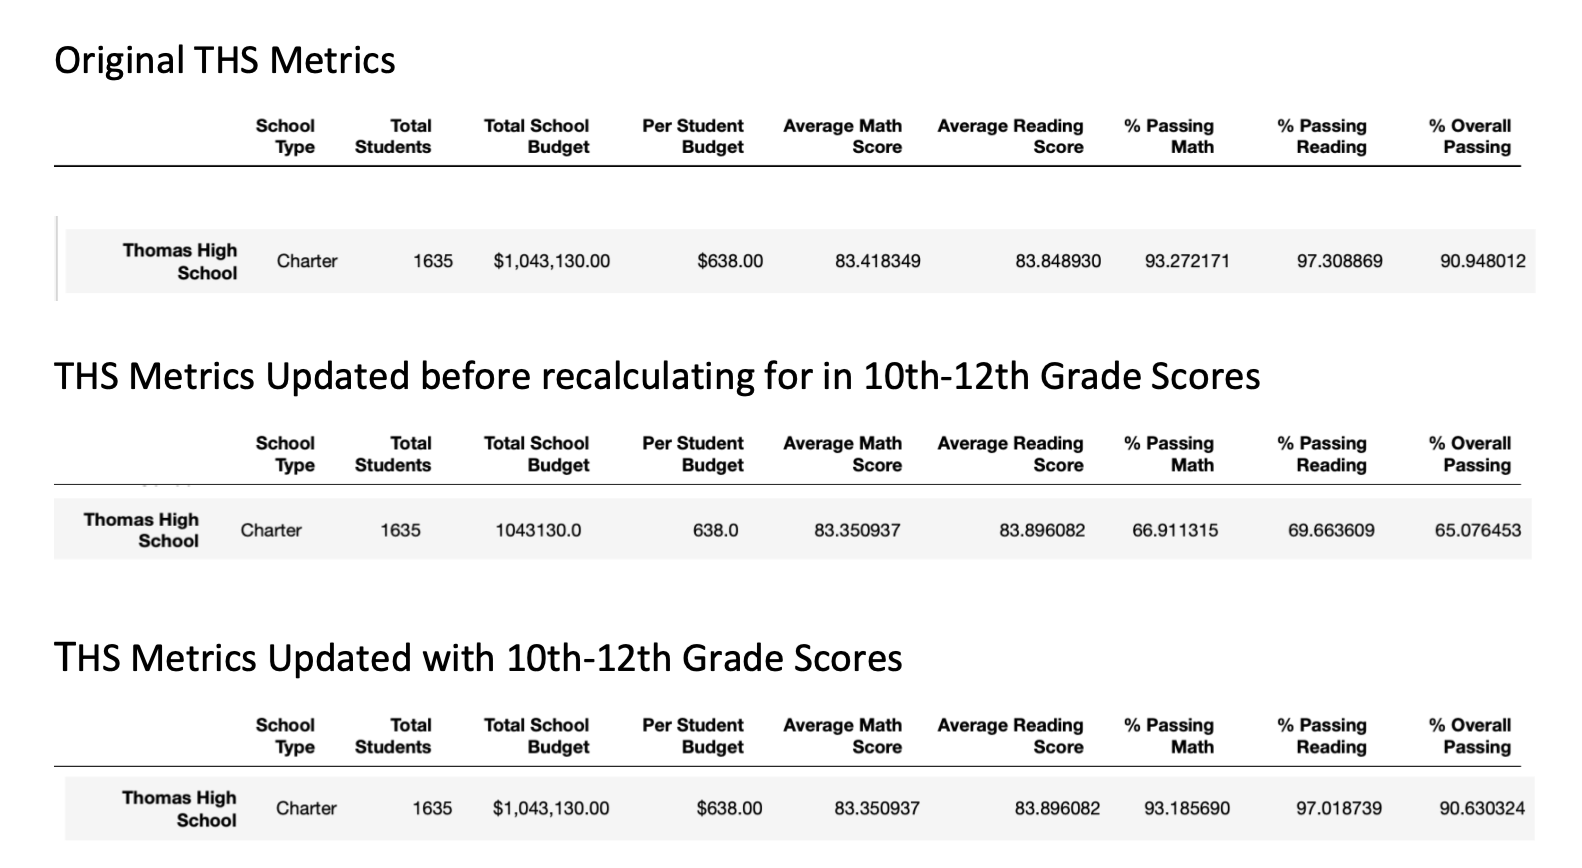 Original THS Metrics
School Total Total School Per Student Average Math Average Reading % Passing % Passing % Overall
Type Students Budget Budget Score Score Math Reading Passing
Thomas High
School Charter 1635 $1,043,130.00 $638.00 83.418349 83.848930 93.272171 97.308869 90.948012
THS Metrics Updated before recalculating for in 10th-12th Grade Scores
School Total Total School Per Student Average Math Average Reading % Passing % Passing % Overall
Type Students Budget Budget Score Score Math Reading Passing
Thomas High
School Charter 1635 1043130.0 638.0 83.350937 83.896082 66.911315 69.663609 65.076453
THS Metrics Updated with 10th-12th Grade Scores
School Total Total School Per Student Average Math Average Reading % Passing % Passing % Overall
Type Students Budget Budget Score Score Math Reading Passing
Thomas High
School Charter 1635 $1,043,130.00 $638.00 83.350937 83.896082 93.185690 97.018739 90.630324